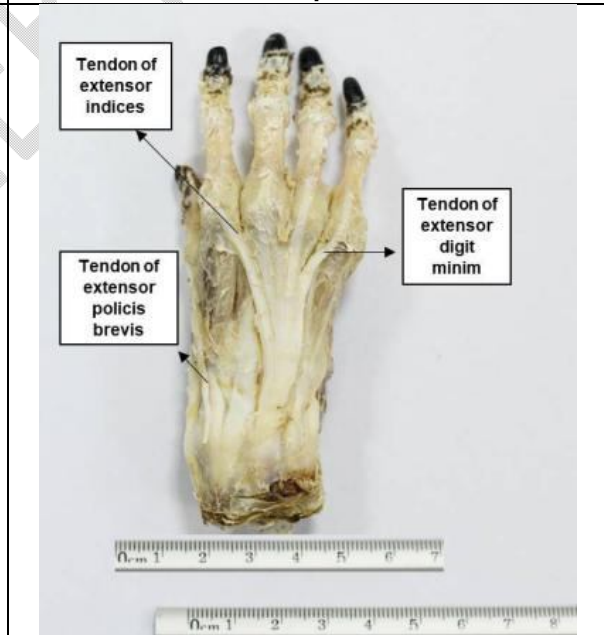 Tendon of
extensor
indices
Tendon of
extensor
digit
minim
Tendon of
extensor
policis
brevis
0cm 1 2 3 4 5 6 7
0cm 1 2 3 4 5 6 7 8